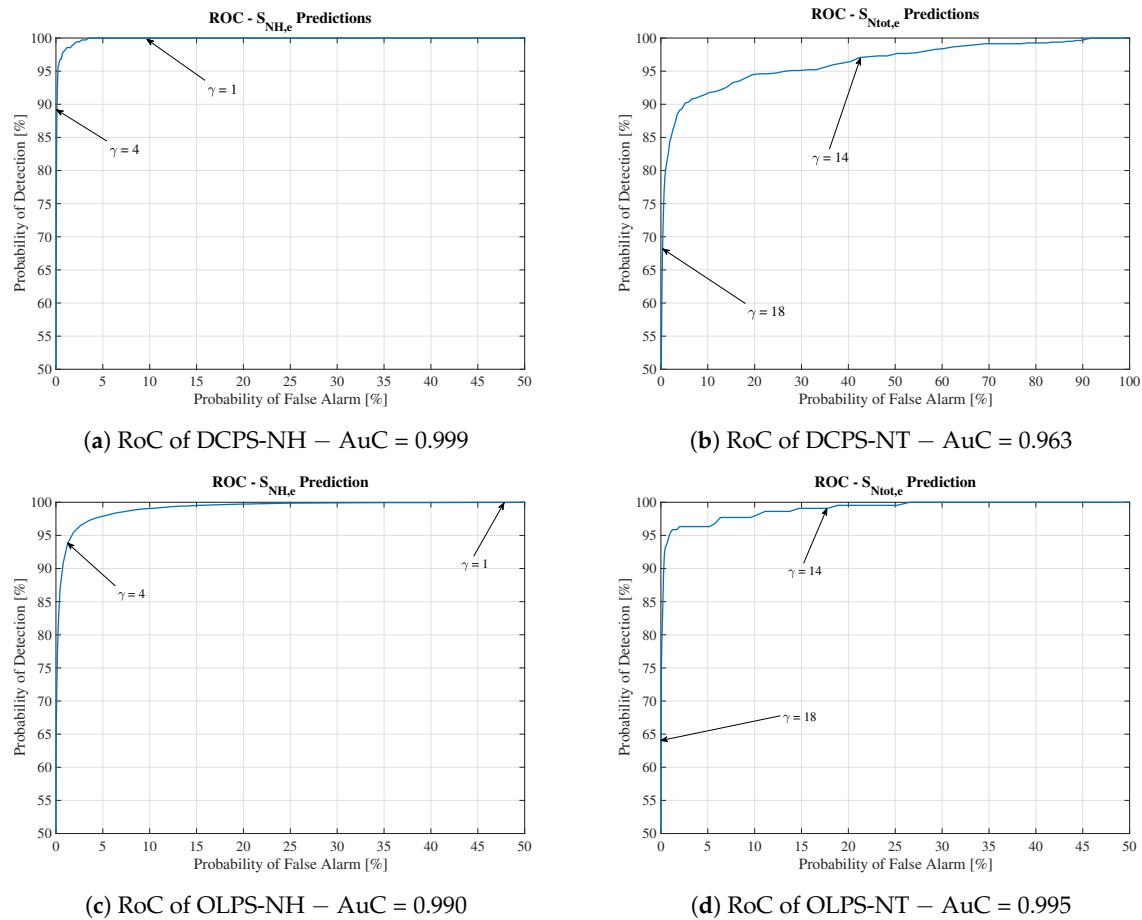 ROC - S_NH,e Predictions
100
95
90
85
80
75
70
65
60
55
50
Probability of Detection [%]
γ = 1
γ = 4
0 5 10 15 20 25 30 35 40 45 50
Probability of False Alarm [%]
(a) RoC of DCPS-NH − AuC = 0.999
ROC - S_Ntot,e Predictions
100
95
90
85
80
75
70
65
60
55
50
Probability of Detection [%]
γ = 14
γ = 18
0 10 20 30 40 50 60 70 80 90 100
Probability of False Alarm [%]
(b) RoC of DCPS-NT − AuC = 0.963
ROC - S_NH,e Prediction
100
95
90
85
80
75
70
65
60
55
50
Probability of Detection [%]
γ = 1
γ = 4
0 5 10 15 20 25 30 35 40 45 50
Probability of False Alarm [%]
(c) RoC of OLPS-NH − AuC = 0.990
ROC - S_Ntot,e Prediction
100
95
90
85
80
75
70
65
60
55
50
Probability of Detection [%]
γ = 14
γ = 18
0 5 10 15 20 25 30 35 40 45 50
Probability of False Alarm [%]
(d) RoC of OLPS-NT − AuC = 0.995